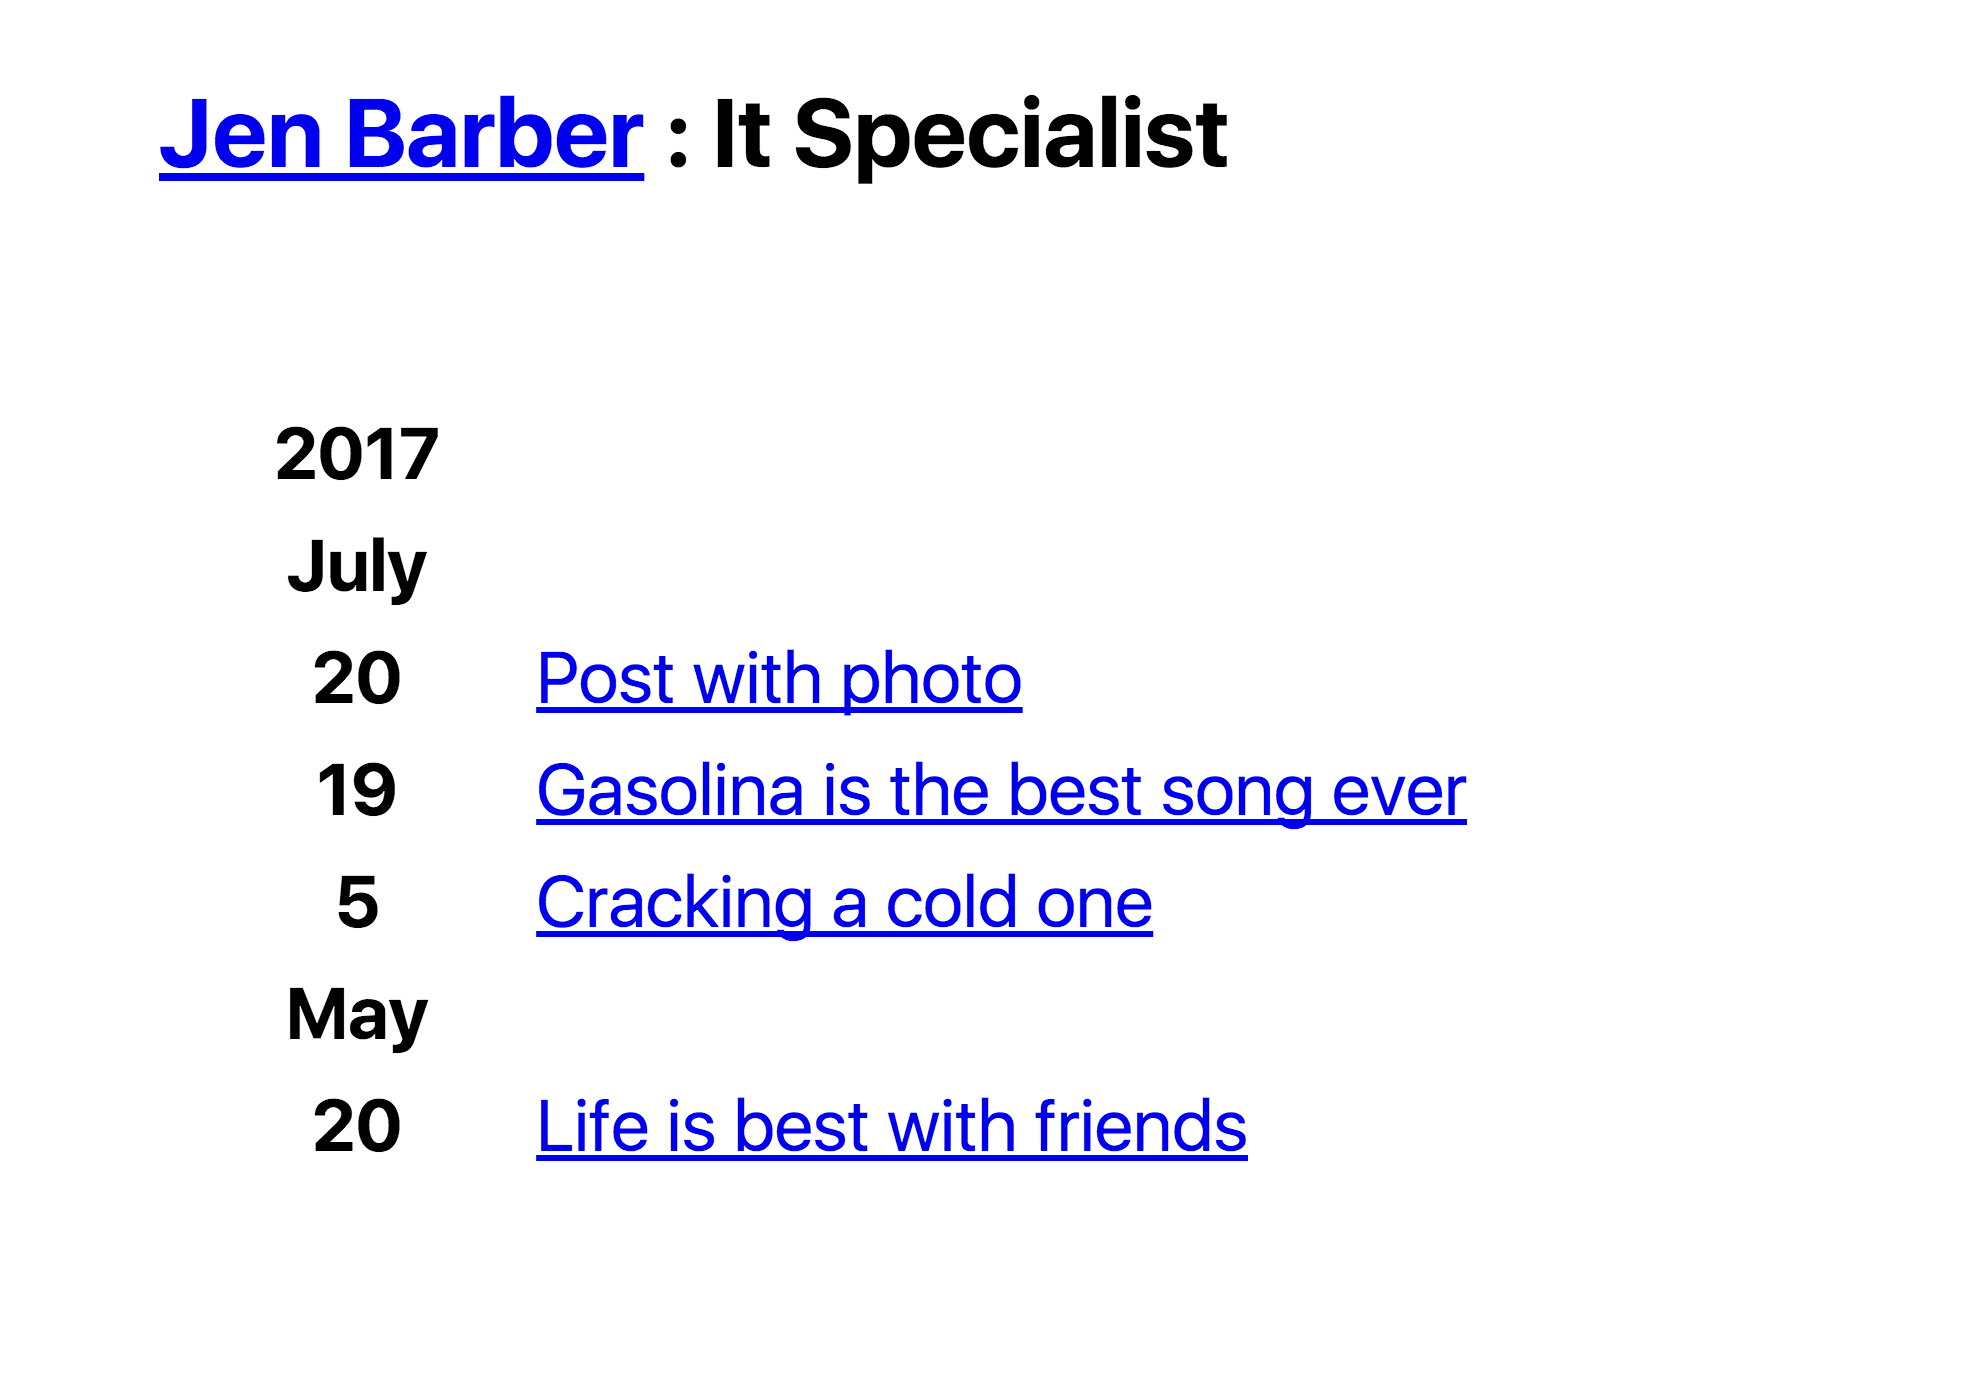 Jen Barber : It Specialist
2017
July
20 Post with photo
19 Gasolina is the best song ever
5 Cracking a cold one
May
20 Life is best with friends